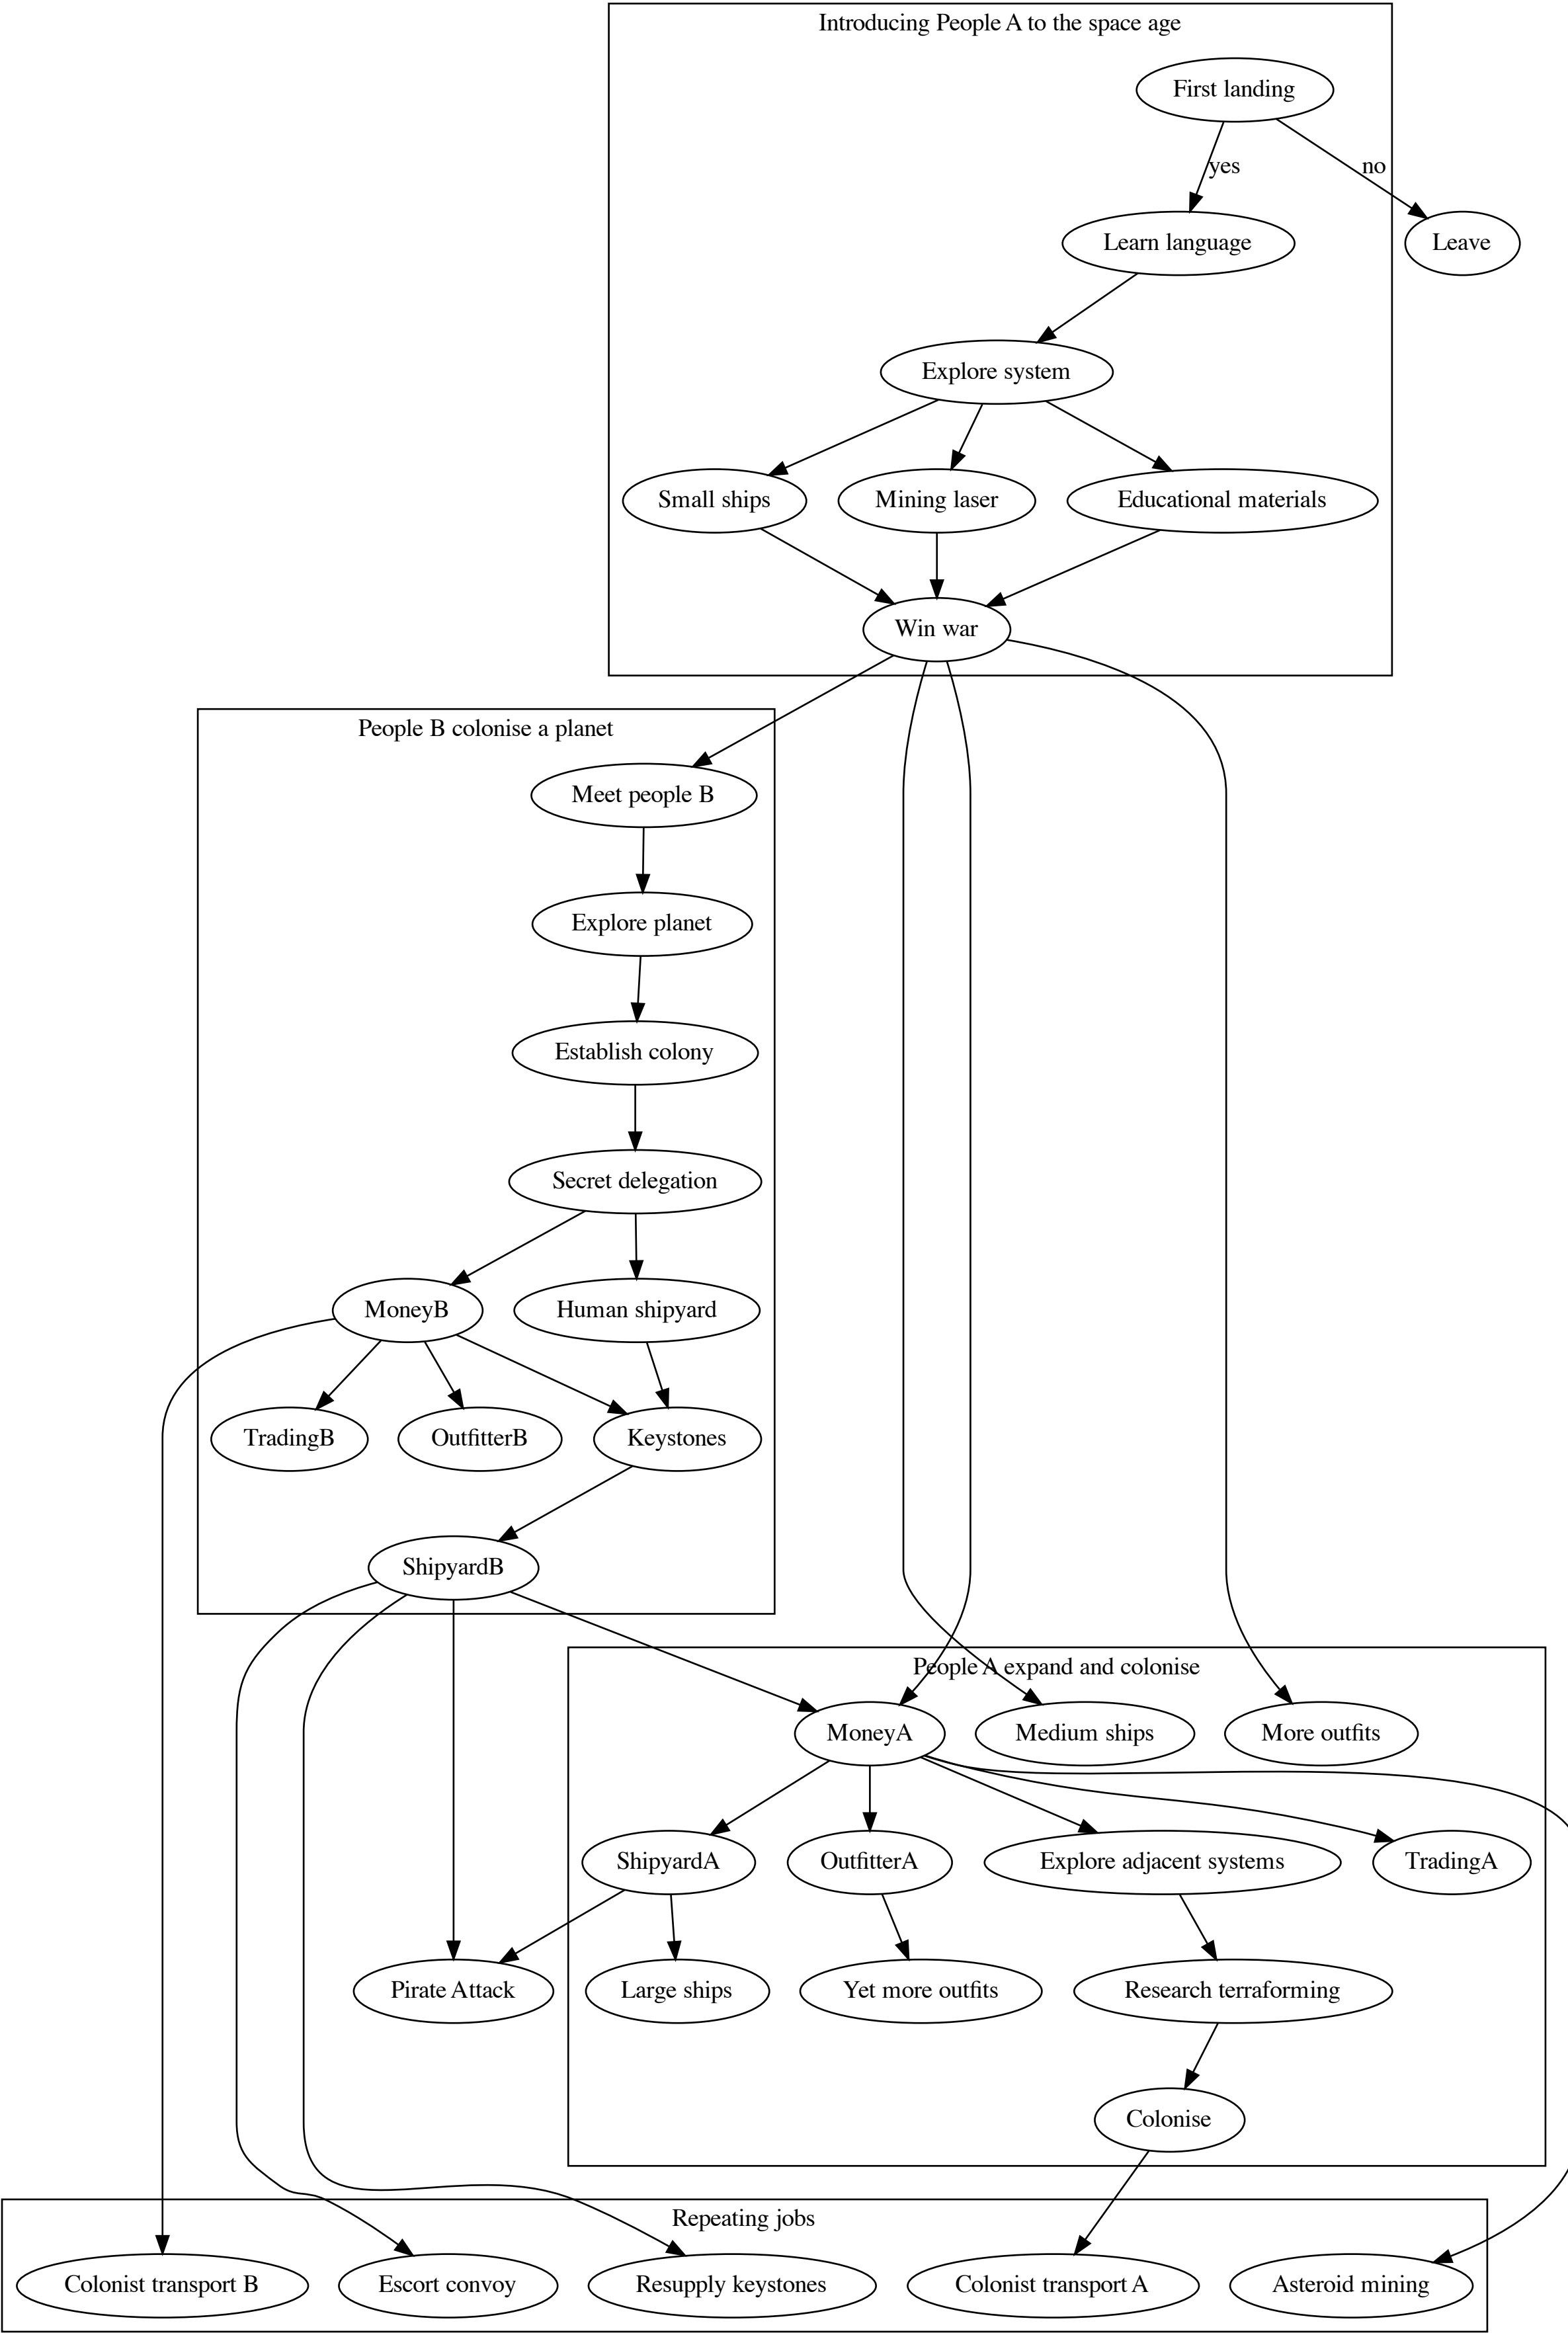 Introducing People A to the space age
First landing
yes
no
Learn language
Leave
Explore system
Small ships
Mining laser
Educational materials
Win war
People B colonise a planet
Meet people B
Explore planet
Establish colony
Secret delegation
MoneyB
Human shipyard
TradingB
OutfitterB
Keystones
ShipyardB
People A expand and colonise
MoneyA
Medium ships
More outfits
ShipyardA
OutfitterA
Explore adjacent systems
TradingA
Pirate Attack
Large ships
Yet more outfits
Research terraforming
Colonise
Repeating jobs
Colonist transport B
Escort convoy
Resupply keystones
Colonist transport A
Asteroid mining